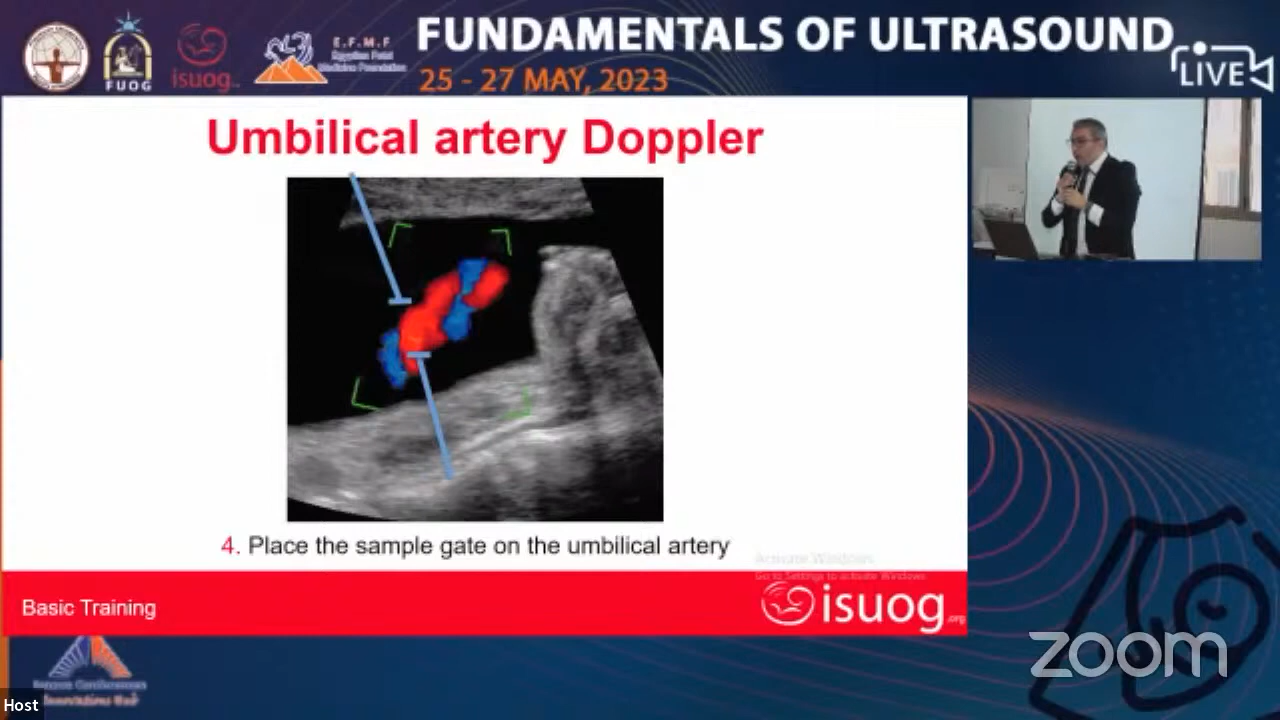 FUNDAMENTALS OF ULTRASOUND
25 - 27 MAY, 2023
LIVE
FUOG
isuog
E.F.M.F
Egyptian Fetal
Medicine Foundation
Umbilical artery Doppler
4. Place the sample gate on the umbilical artery
Activate Windows
Go to Settings to activate Windows.
Basic Training
isuog.org
zoom
Host